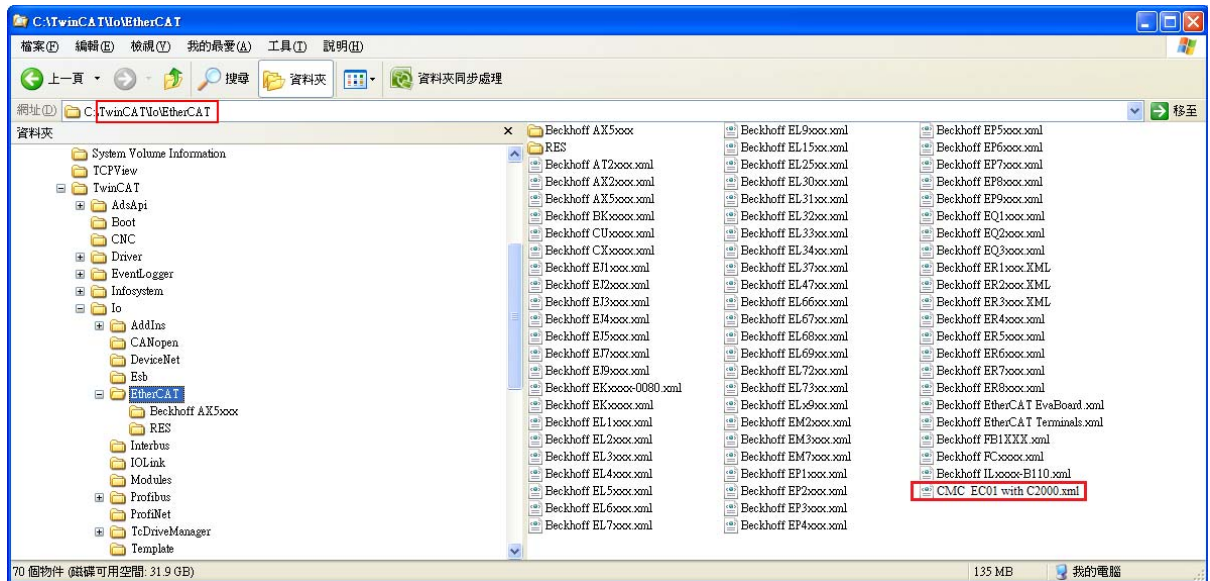 C:\TwinCAT\Io\EtherCAT
檔案(F) 編輯(E) 檢視(V) 我的最愛(A) 工具(T) 說明(H)
上一頁 搜尋 資料夾 資料夾同步處理
網址(D) C:\TwinCAT\Io\EtherCAT 移至
資料夾
System Volume Information
TCPView
TwinCAT
AdsApi
Boot
CNC
Driver
EventLogger
Infosystem
Io
AddIns
CANopen
DeviceNet
Esb
EtherCAT
Beckhoff AX5xxx
RES
Interbus
IOLink
Modules
Profibus
ProfiNet
TcDriveManager
Template
Beckhoff AX5xxx
RES
Beckhoff AT2xxx.xml
Beckhoff AX2xxx.xml
Beckhoff AX5xxx.xml
Beckhoff BKxxxx.xml
Beckhoff CUxxxx.xml
Beckhoff CXxxxx.xml
Beckhoff EJ1xxx.xml
Beckhoff EJ2xxx.xml
Beckhoff EJ3xxx.xml
Beckhoff EJ4xxx.xml
Beckhoff EJ5xxx.xml
Beckhoff EJ7xxx.xml
Beckhoff EJ9xxx.xml
Beckhoff EKxxxx-0080.xml
Beckhoff EKxxxx.xml
Beckhoff EL1xxx.xml
Beckhoff EL2xxx.xml
Beckhoff EL3xxx.xml
Beckhoff EL4xxx.xml
Beckhoff EL5xxx.xml
Beckhoff EL6xxx.xml
Beckhoff EL7xxx.xml
Beckhoff EL9xxx.xml
Beckhoff EL15xx.xml
Beckhoff EL25xx.xml
Beckhoff EL30xx.xml
Beckhoff EL31xx.xml
Beckhoff EL32xx.xml
Beckhoff EL33xx.xml
Beckhoff EL34xx.xml
Beckhoff EL37xx.xml
Beckhoff EL47xx.xml
Beckhoff EL66xx.xml
Beckhoff EL67xx.xml
Beckhoff EL68xx.xml
Beckhoff EL69xx.xml
Beckhoff EL72xx.xml
Beckhoff EL73xx.xml
Beckhoff ELx9xx.xml
Beckhoff EM2xxx.xml
Beckhoff EM3xxx.xml
Beckhoff EM7xxx.xml
Beckhoff EP1xxx.xml
Beckhoff EP2xxx.xml
Beckhoff EP3xxx.xml
Beckhoff EP4xxx.xml
Beckhoff EP5xxx.xml
Beckhoff EP6xxx.xml
Beckhoff EP7xxx.xml
Beckhoff EP8xxx.xml
Beckhoff EP9xxx.xml
Beckhoff EQ1xxx.xml
Beckhoff EQ2xxx.xml
Beckhoff EQ3xxx.xml
Beckhoff ER1xxx.XML
Beckhoff ER2xxx.XML
Beckhoff ER3xxx.XML
Beckhoff ER4xxx.xml
Beckhoff ER5xxx.xml
Beckhoff ER6xxx.xml
Beckhoff ER7xxx.xml
Beckhoff ER8xxx.xml
Beckhoff EtherCAT EvaBoard.xml
Beckhoff EtherCAT Terminals.xml
Beckhoff FB1XXX.xml
Beckhoff FCxxxx.xml
Beckhoff ILxxxx-B110.xml
CMC_EC01 with C2000.xml
70 個物件 (磁碟可用空間: 31.9 GB) 135 MB 我的電腦